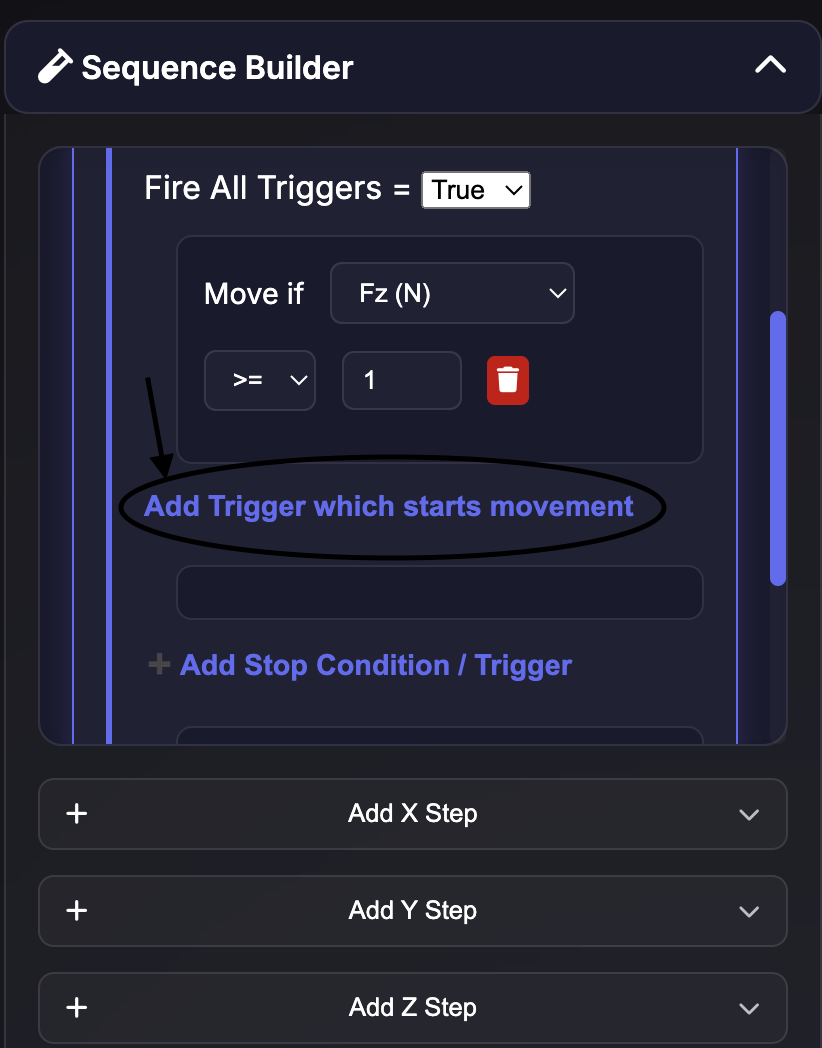 Sequence Builder
Fire All Triggers = True
Move if Fz (N)
>= 1
Add Trigger which starts movement
+ Add Stop Condition / Trigger
+ Add X Step
+ Add Y Step
+ Add Z Step